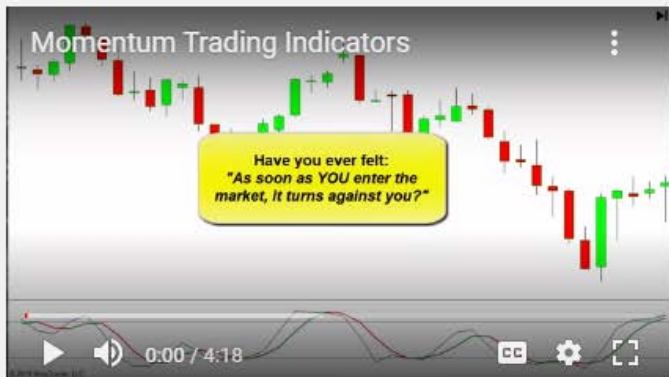 Momentum Trading Indicators
Have you ever felt:
"As soon as YOU enter the
market, it turns against you?"
0:00 / 4:18
CC